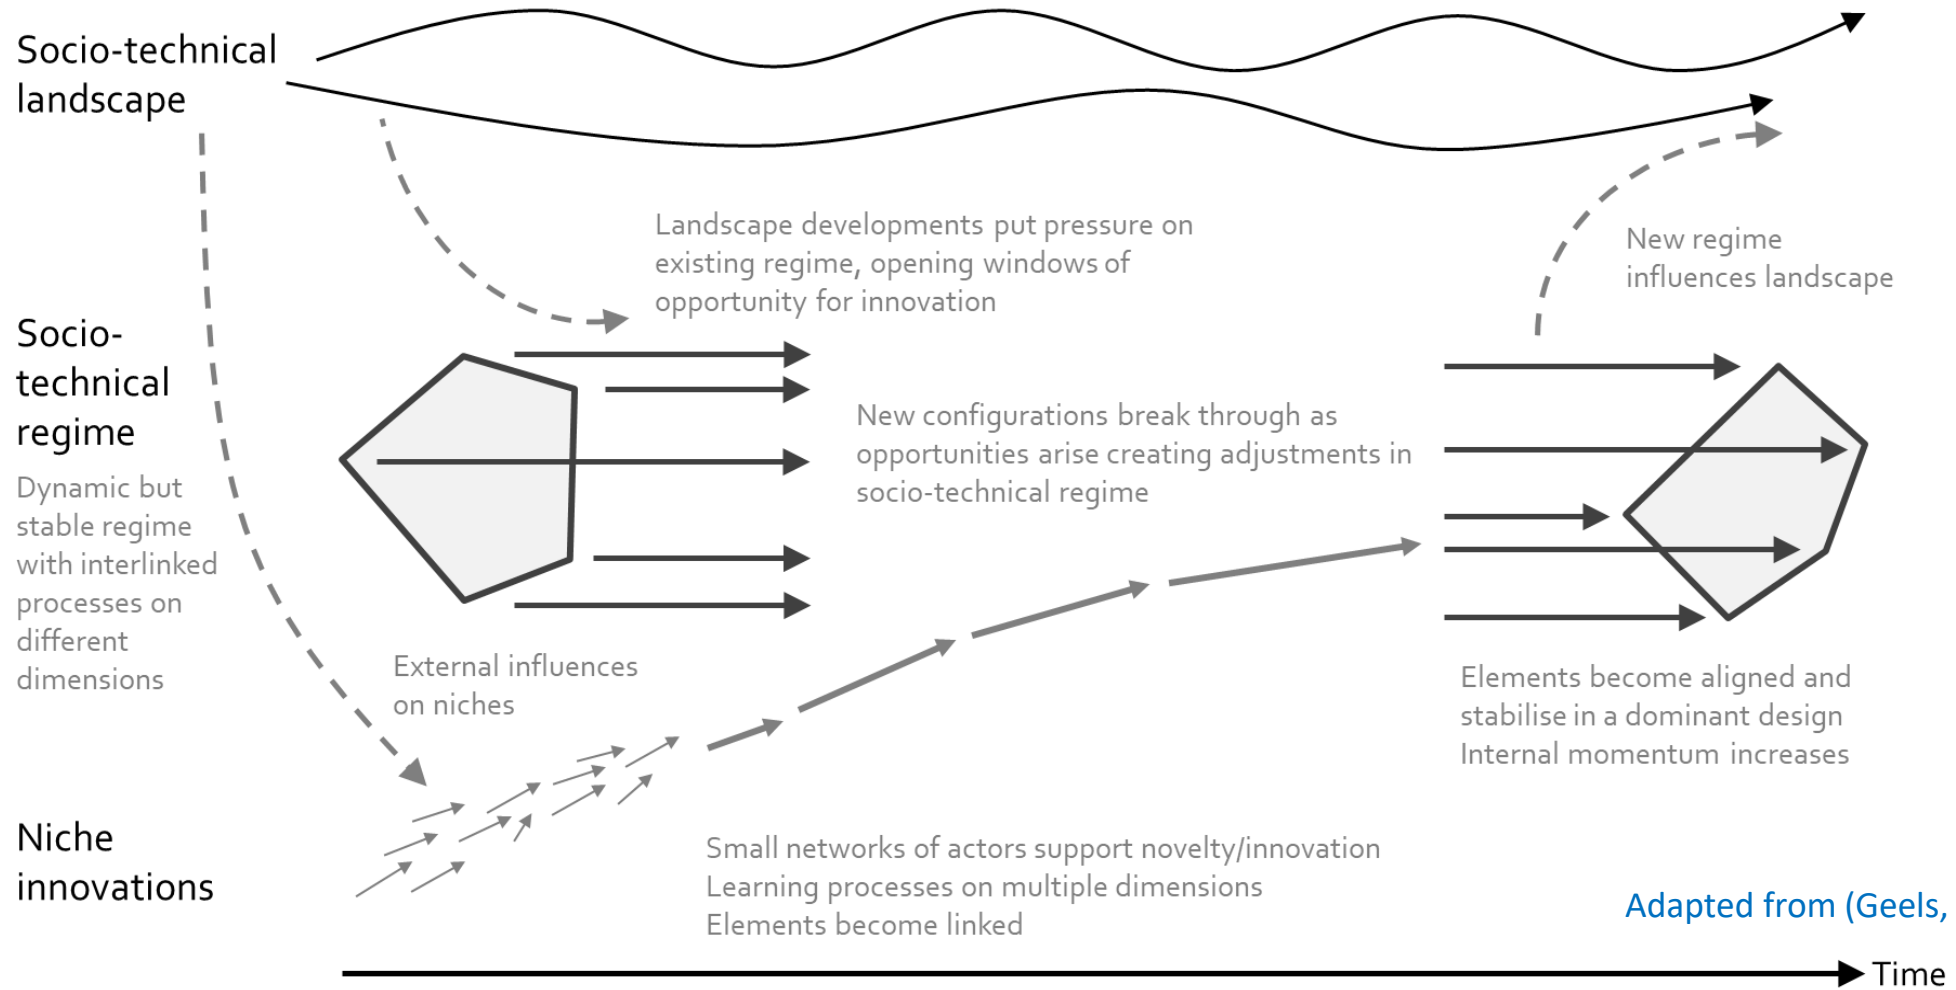 Socio-technical
landscape
Landscape developments put pressure on
existing regime, opening windows of
opportunity for innovation
New regime
influences landscape
Socio-
technical
regime
Dynamic but
stable regime
with interlinked
processes on
different
dimensions
New configurations break through as
opportunities arise creating adjustments in
socio-technical regime
External influences
on niches
Elements become aligned and
stabilise in a dominant design
Internal momentum increases
Niche
innovations
Small networks of actors support novelty/innovation
Learning processes on multiple dimensions
Elements become linked
Adapted from (Geels,
Time